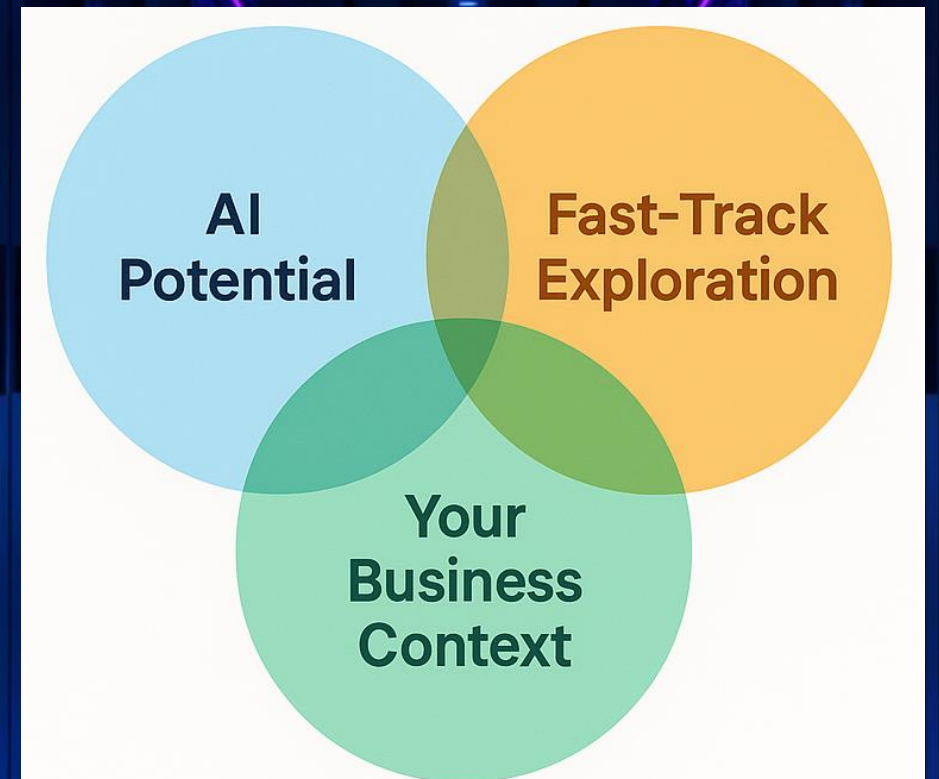 AI
Potential
Fast-Track
Exploration
Your
Business
Context